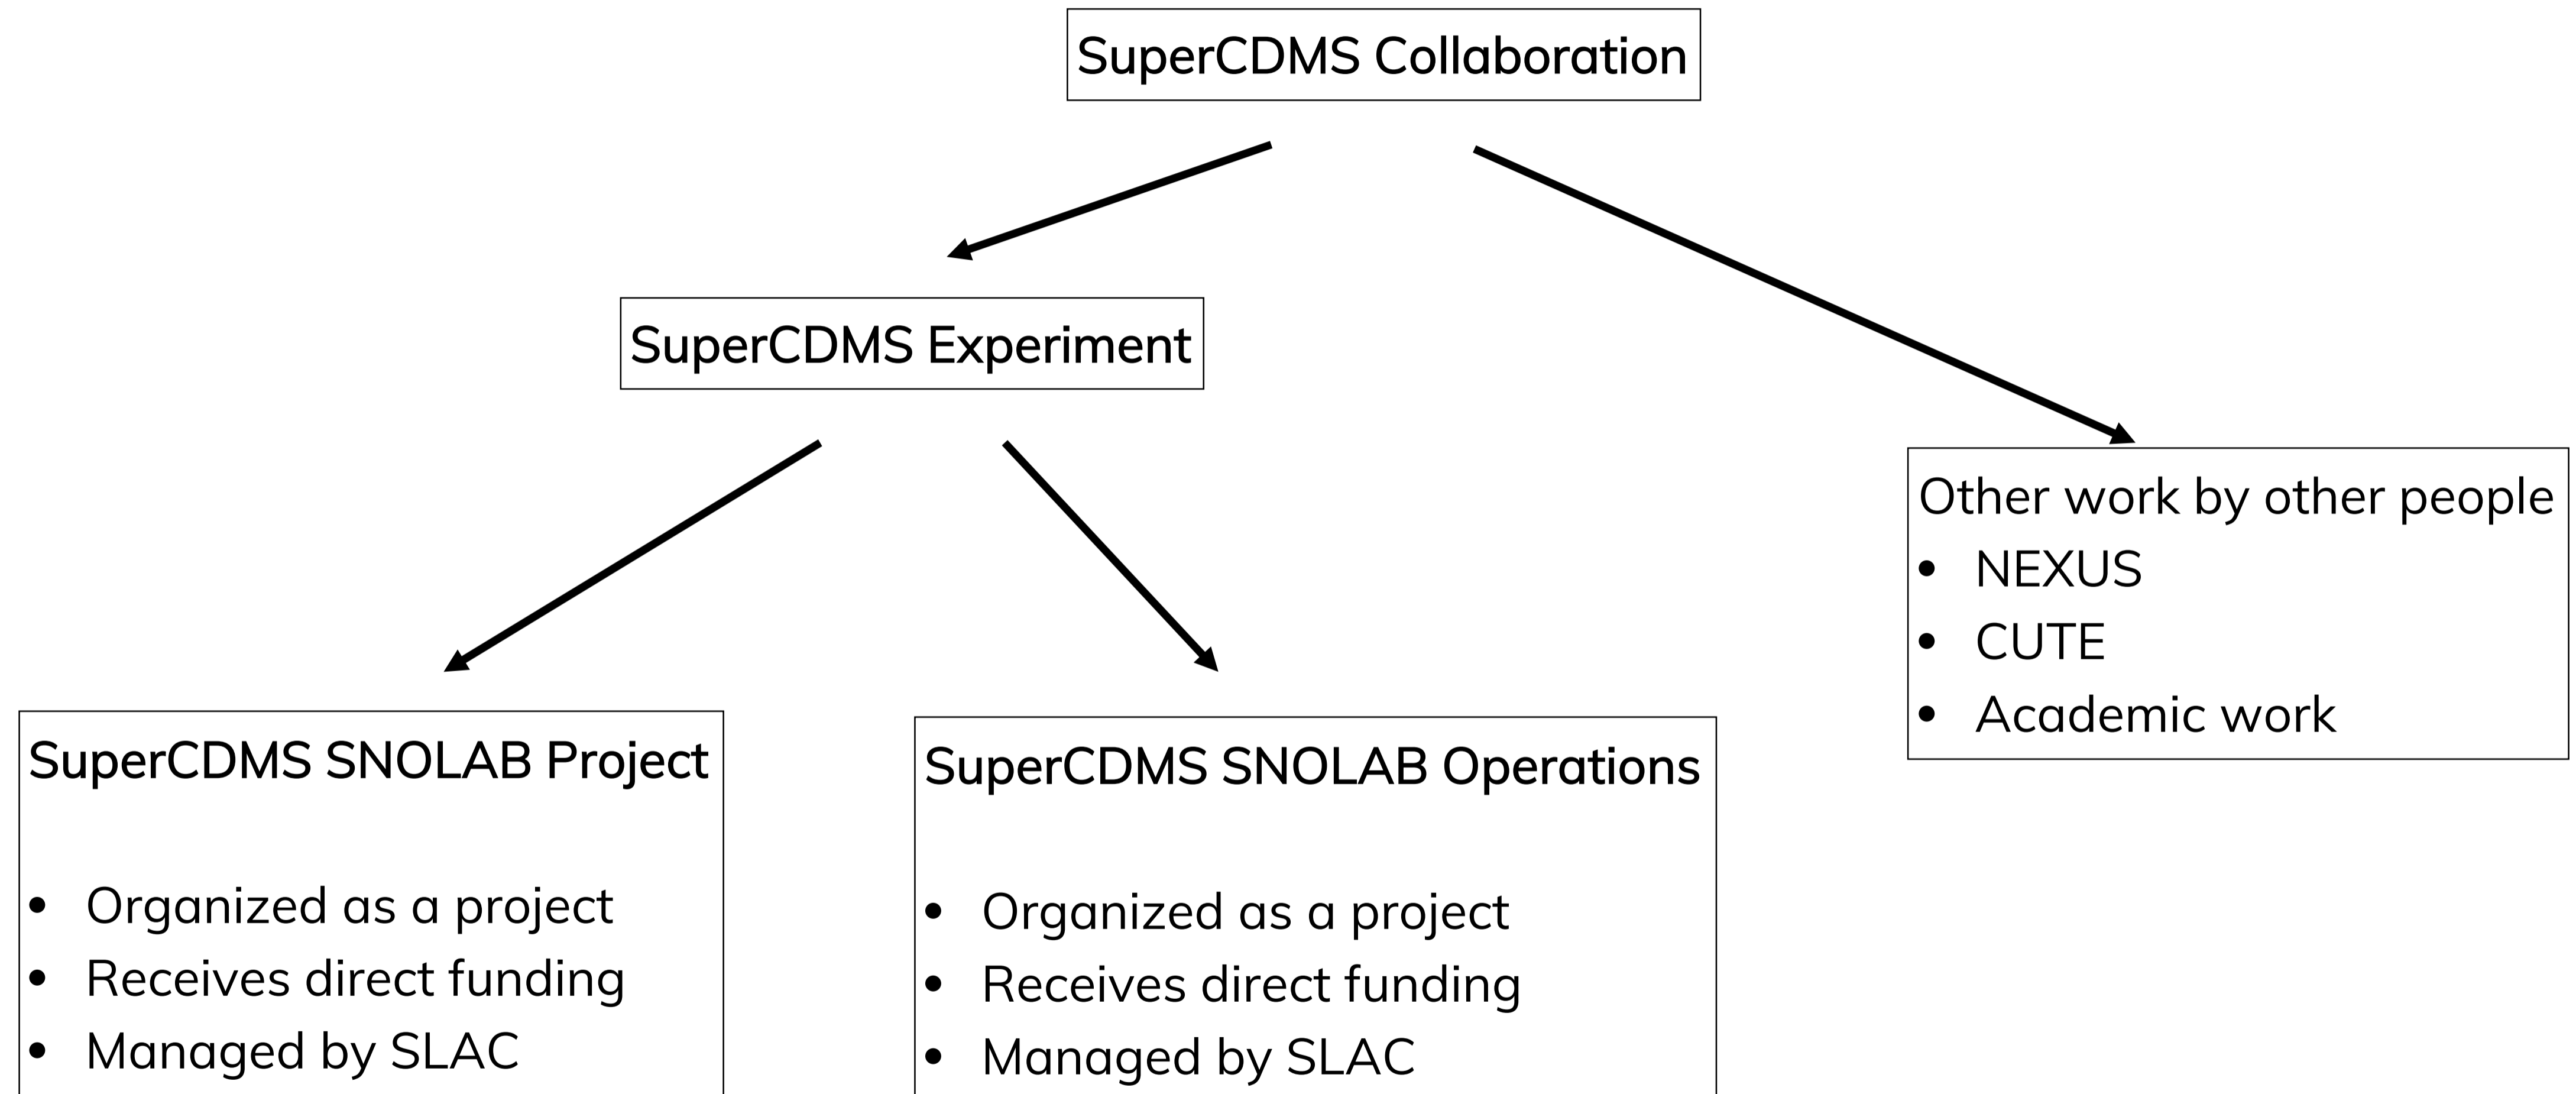 SuperCDMS Collaboration
SuperCDMS Experiment
Other work by other people
• NEXUS
• CUTE
• Academic work
SuperCDMS SNOLAB Project
• Organized as a project
• Receives direct funding
• Managed by SLAC
SuperCDMS SNOLAB Operations
• Organized as a project
• Receives direct funding
• Managed by SLAC